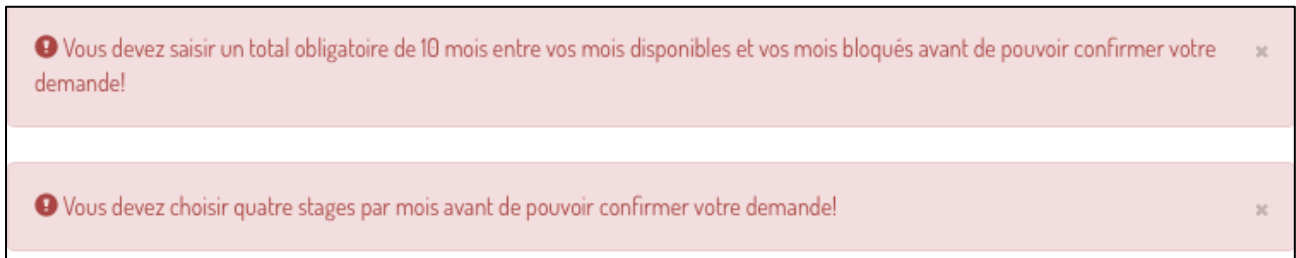 Vous devez saisir un total obligatoire de 10 mois entre vos mois disponibles et vos mois bloqués avant de pouvoir confirmer votre
demande!
Vous devez choisir quatre stages par mois avant de pouvoir confirmer votre demande!